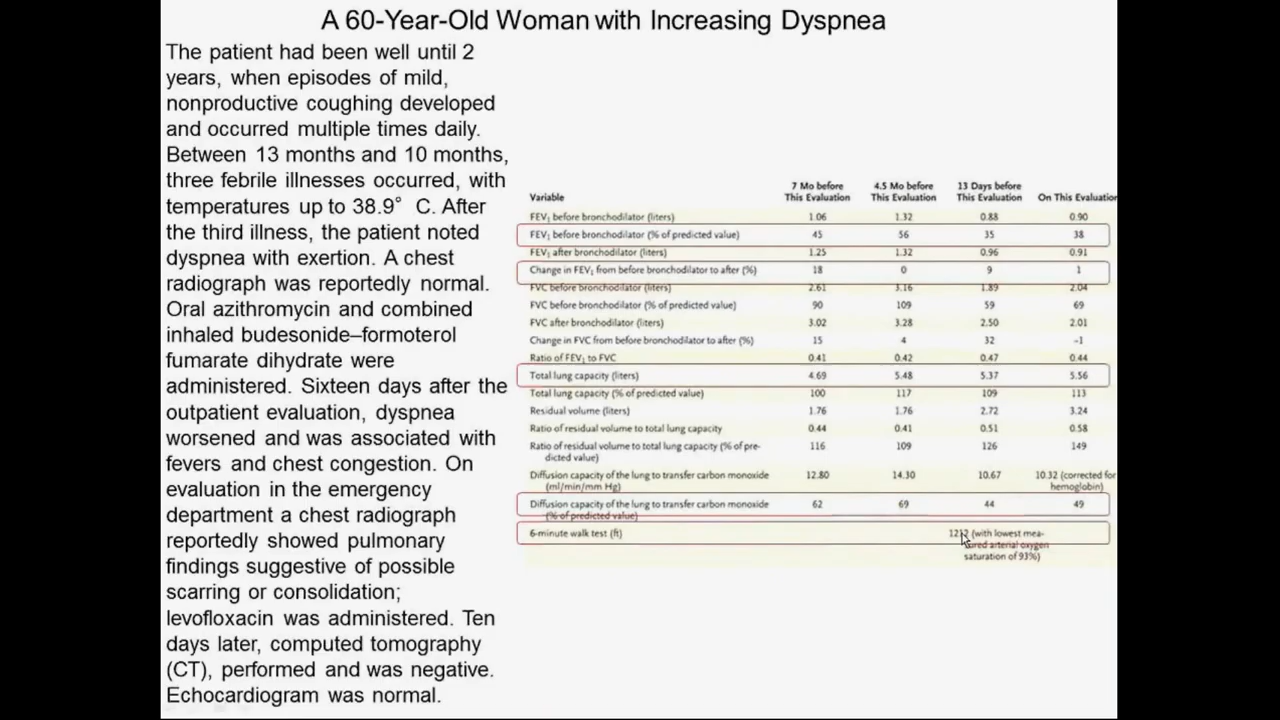 A 60-Year-Old Woman with Increasing Dyspnea
The patient had been well until 2
years, when episodes of mild,
nonproductive coughing developed
and occurred multiple times daily.
Between 13 months and 10 months,
three febrile illnesses occurred, with
temperatures up to 38.9° C. After
the third illness, the patient noted
dyspnea with exertion. A chest
radiograph was reportedly normal.
Oral azithromycin and combined
inhaled budesonide–formoterol
fumarate dihydrate were
administered. Sixteen days after the
outpatient evaluation, dyspnea
worsened and was associated with
fevers and chest congestion. On
evaluation in the emergency
department a chest radiograph
reportedly showed pulmonary
findings suggestive of possible
scarring or consolidation;
levofloxacin was administered. Ten
days later, computed tomography
(CT), performed and was negative.
Echocardiogram was normal.
7 Mo before 4.5 Mo before 13 Days before
Variable This Evaluation This Evaluation This Evaluation On This Evaluation
FEV₁ before bronchodilator (liters) 1.06 1.32 0.88 0.90
FEV₁ before bronchodilator (% of predicted value) 45 56 35 38
FEV₁ after bronchodilator (liters) 1.25 1.32 0.96 0.91
Change in FEV₁ from before bronchodilator to after (%) 18 0 9 1
FVC before bronchodilator (liters) 2.61 3.16 1.89 2.04
FVC before bronchodilator (% of predicted value) 90 109 59 69
FVC after bronchodilator (liters) 3.02 3.28 2.50 2.01
Change in FVC from before bronchodilator to after (%) 15 4 32 -1
Ratio of FEV₁ to FVC 0.41 0.42 0.47 0.44
Total lung capacity (liters) 4.69 5.48 5.37 5.56
Total lung capacity (% of predicted value) 100 117 109 113
Residual volume (liters) 1.76 1.76 2.72 3.24
Ratio of residual volume to total lung capacity 0.44 0.41 0.51 0.58
Ratio of residual volume to total lung capacity (% of pre- 116 109 126 149
dicted value)
Diffusion capacity of the lung to transfer carbon monoxide 12.80 14.30 10.67 10.32 (corrected for
(ml/min/mm Hg) hemoglobin)
Diffusion capacity of the lung to transfer carbon monoxide 62 69 44 49
(% of predicted value)
6-minute walk test (ft) (with lowest mea-
sured arterial oxygen
saturation of 93%)